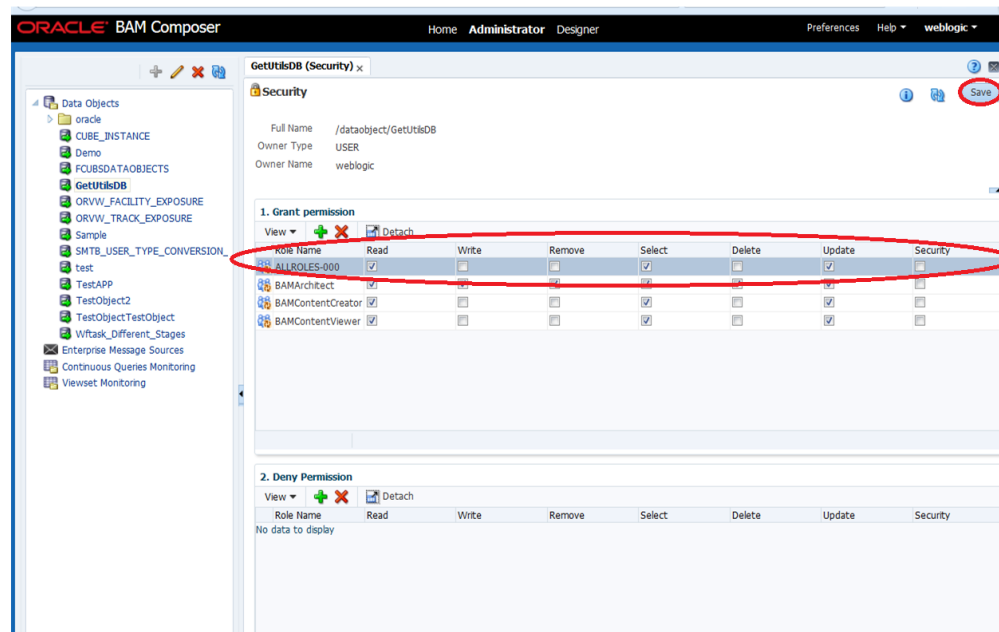 ORACLE BAM Composer Home Administrator Designer Preferences Help weblogic
GetUtilsDB (Security)
Security Save
Full Name /dataobject/GetUtilsDB
Owner Type USER
Owner Name weblogic
Data Objects
oracle
CUBE_INSTANCE
Demo
FCUBSDATAOBJECTS
GetUtilsDB
ORVW_FACILITY_EXPOSURE
ORVW_TRACK_EXPOSURE
Sample
SMTB_USER_TYPE_CONVERSION_
test
TestAPP
TestObject2
TestObjectTestObject
Wftask_Different_Stages
Enterprise Message Sources
Continuous Queries Monitoring
Viewset Monitoring
1. Grant permission
View Detach
Role Name Read Write Remove Select Delete Update Security
ALLROLES-000
BAMArchitect
BAMContentCreator
BAMContentViewer
2. Deny Permission
View Detach
Role Name Read Write Remove Select Delete Update Security
No data to display